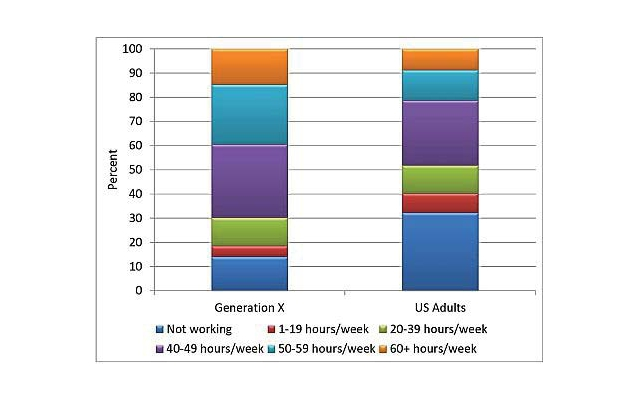 100
90
80
70
60
50
40
30
20
10
0
Percent
Generation X US Adults
Not working 1-19 hours/week 20-39 hours/week
40-49 hours/week 50-59 hours/week 60+ hours/week